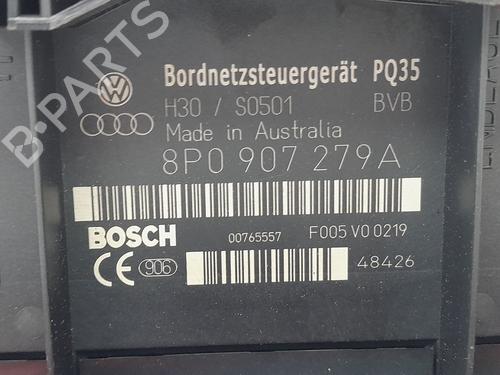 B-PARTS
Bordnetzsteuergerät PQ35
H30 / S0501 BVB
Made in Australia
8P0 907 279A
BOSCH 00765557 F005 V0 0219
CE 906 48426